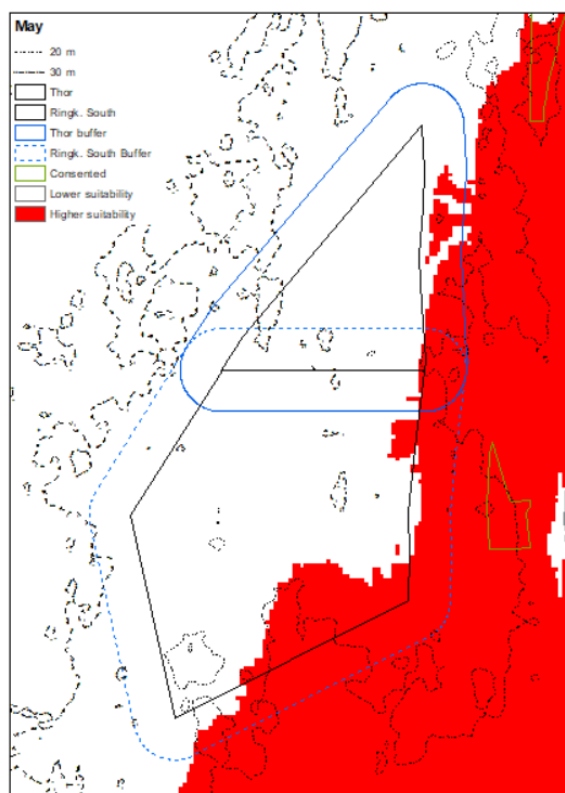 May
20 m
30 m
Thor
Ringk. South
Thor buffer
Ringk. South Buffer
Consented
Lower suitability
Higher suitability